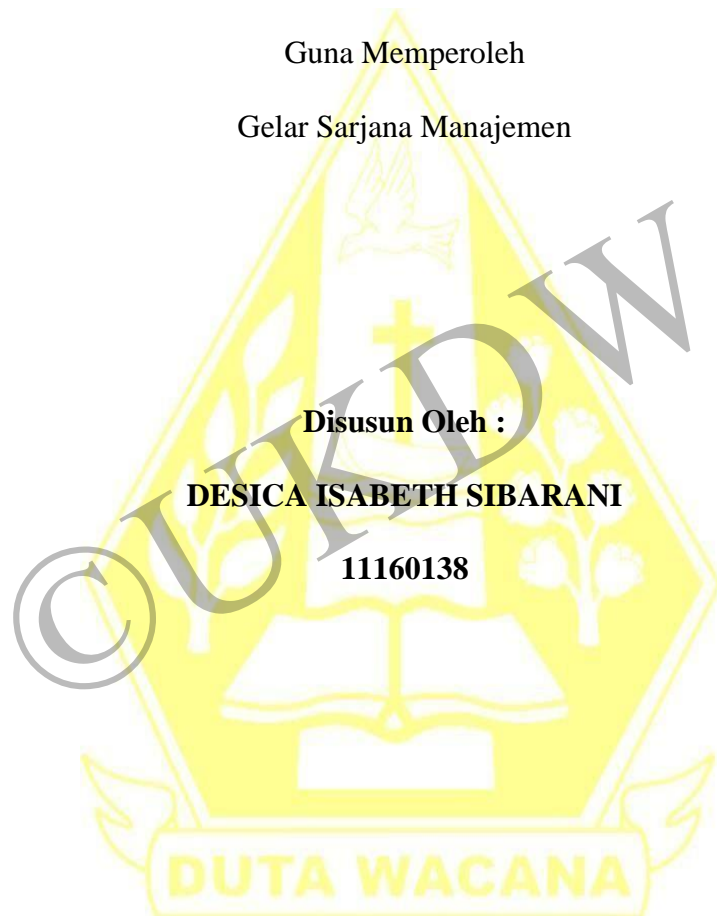 Guna Memperoleh
Gelar Sarjana Manajemen
Disusun Oleh :
DESICA ISABETH SIBARANI
11160138
©UKDW
DUTA WACANA